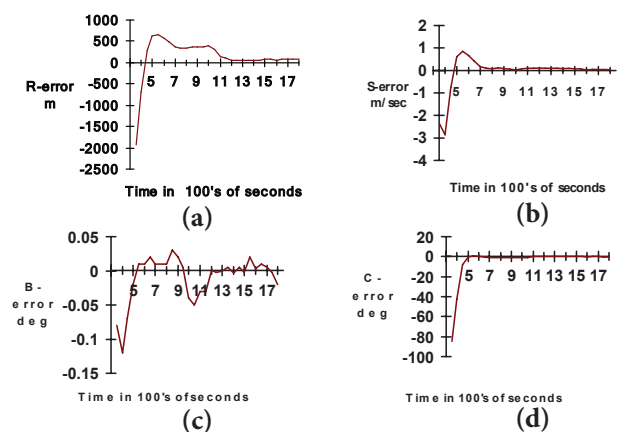 1000
500
0
-500
-1000
-1500
-2000
-2500
5 7 9 11 13 15 17
R-error
m
Time in 100's of seconds
(a)
2
1
0
-1
-2
-3
-4
5 7 9 11 13 15 17
S-error
m/sec
Time in 100's of seconds
(b)
0.05
0
-0.05
-0.1
-0.15
5 7 9 11 13 15 17
B-
error
deg
Time in 100's ofseconds
(c)
20
0
-20
-40
-60
-80
-100
5 7 9 11 13 15 17
C-
error
deg
Time in 100's ofseconds
(d)